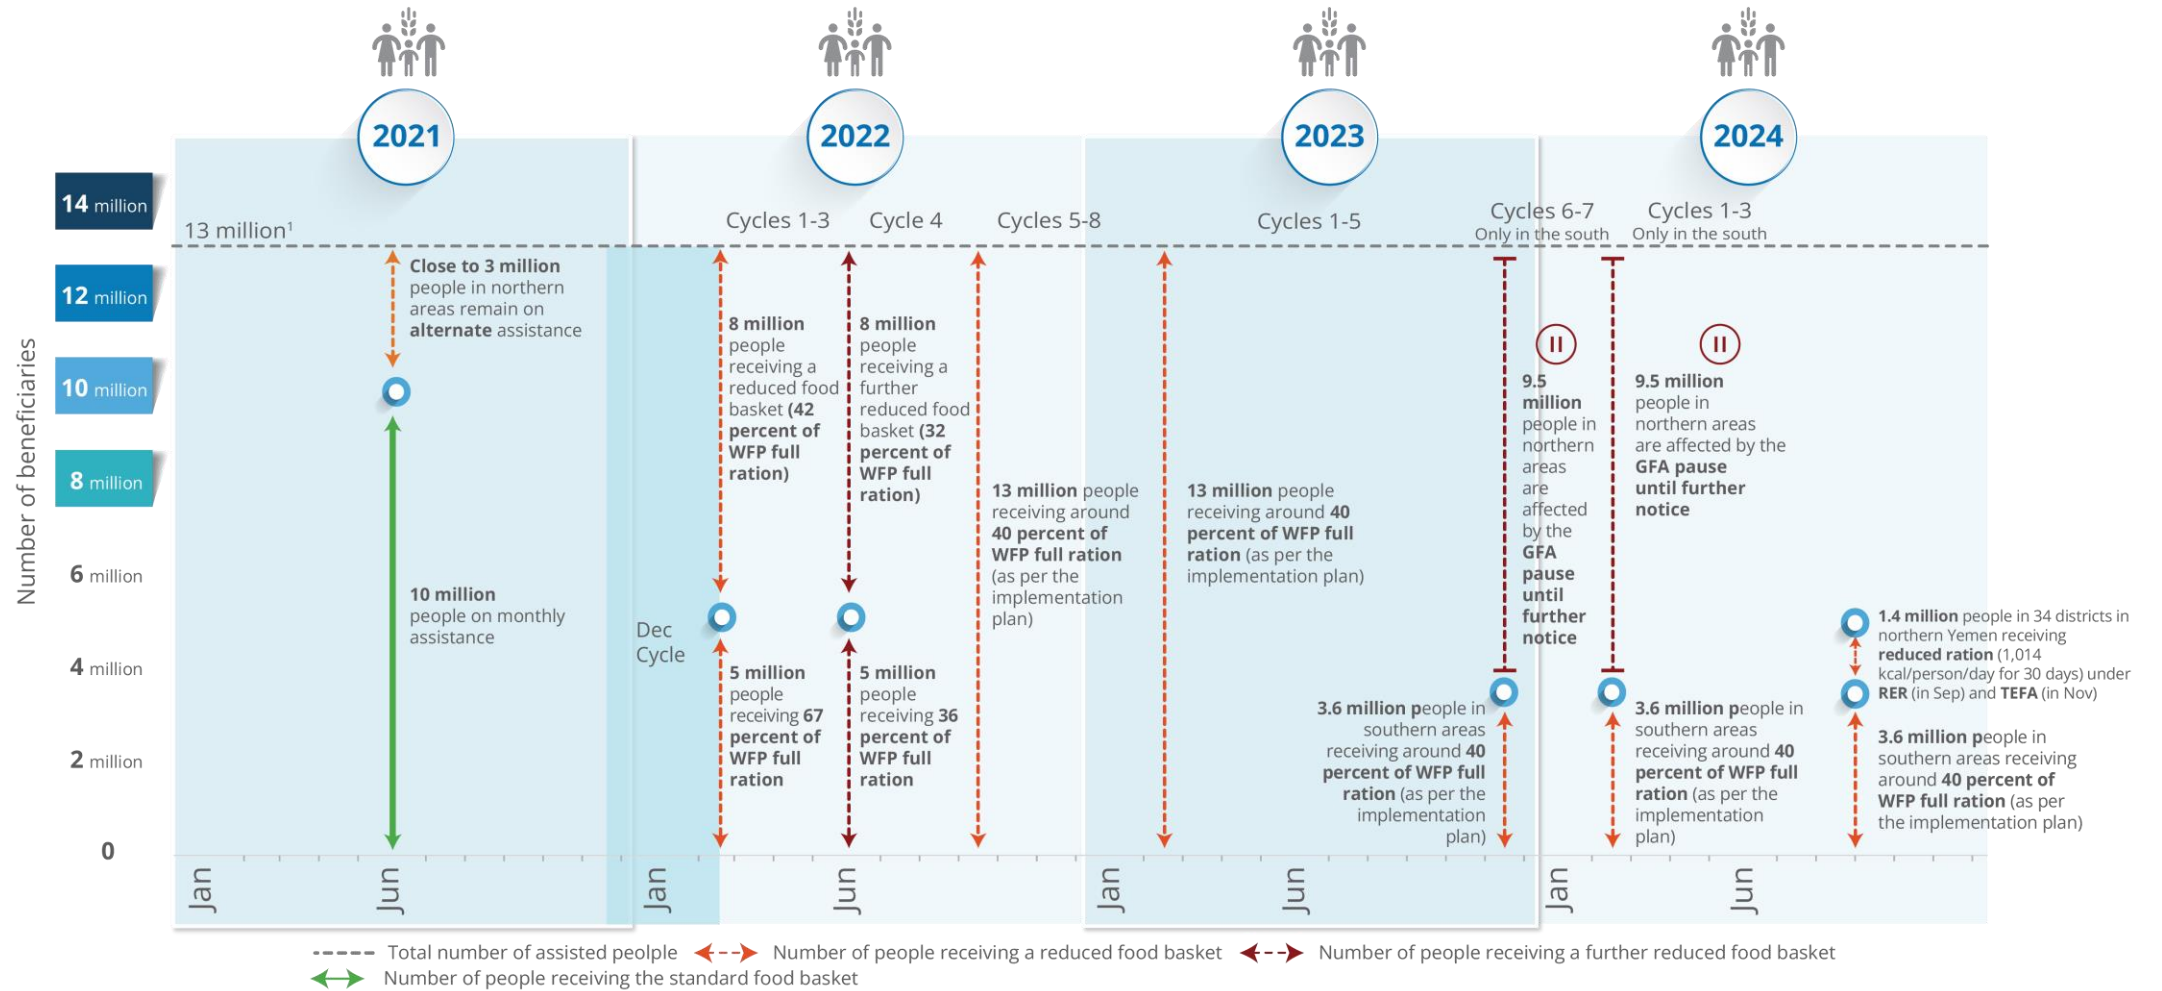 2021
2022
2023
2024
Number of beneficiaries
14 million
12 million
10 million
8 million
6 million
4 million
2 million
0
13 million¹
Close to 3 million
people in northern
areas remain on
alternate assistance
10 million
people on monthly
assistance
Dec
Cycle
Cycles 1-3
8 million
people
receiving a
reduced food
basket (42
percent of
WFP full
ration)
5 million
people
receiving 67
percent of
WFP full
ration
Cycle 4
8 million
people
receiving a
further
reduced food
basket (32
percent of
WFP full
ration)
5 million
people
receiving 36
percent of
WFP full
ration
Cycles 5-8
13 million people
receiving around
40 percent of
WFP full ration
(as per the
implementation
plan)
Cycles 1-5
13 million people
receiving around 40
percent of WFP full
ration (as per the
implementation plan)
Cycles 6-7
Only in the south
9.5
million
people in
northern
areas
are
affected
by the
GFA
pause
until
further
notice
3.6 million people in
southern areas
receiving around 40
percent of WFP full
ration (as per the
implementation
plan)
Cycles 1-3
Only in the south
9.5 million
people in
northern areas
are affected by the
GFA pause
until further
notice
3.6 million people in
southern areas
receiving around 40
percent of WFP full
ration (as per the
implementation
plan)
1.4 million people in 34 districts in
northern Yemen receiving
reduced ration (1,014
kcal/person/day for 30 days) under
RER (in Sep) and TEFA (in Nov)
3.6 million people in
southern areas receiving
around 40 percent of
WFP full ration (as per
the implementation plan)
Jan
Jun
Jan
Jun
Jan
Jun
Jan
Jun
Total number of assisted peolple
Number of people receiving a reduced food basket
Number of people receiving a further reduced food basket
Number of people receiving the standard food basket